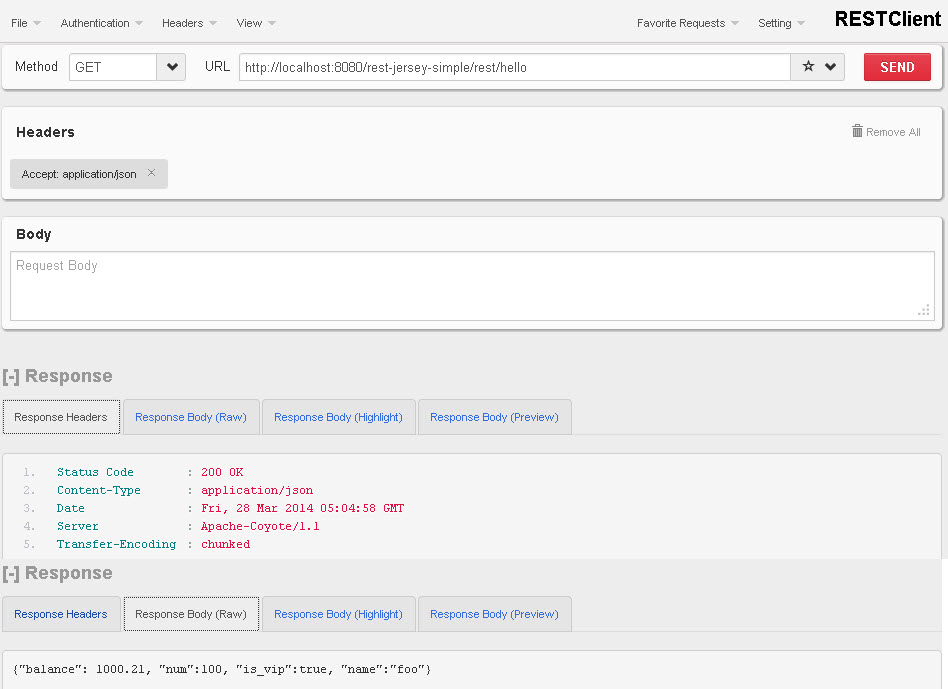 File Authentication Headers View Favorite Requests Setting RESTClient
Method GET URL http://localhost:8080/rest-jersey-simple/rest/hello SEND
Headers Remove All
Accept: application/json
Body
Request Body
[-] Response
Response Headers Response Body (Raw) Response Body (Highlight) Response Body (Preview)
1. Status Code : 200 OK
2. Content-Type : application/json
3. Date : Fri, 28 Mar 2014 05:04:58 GMT
4. Server : Apache-Coyote/1.1
5. Transfer-Encoding : chunked
[-] Response
Response Headers Response Body (Raw) Response Body (Highlight) Response Body (Preview)
{"balance": 1000.21, "num":100, "is_vip":true, "name":"foo"}